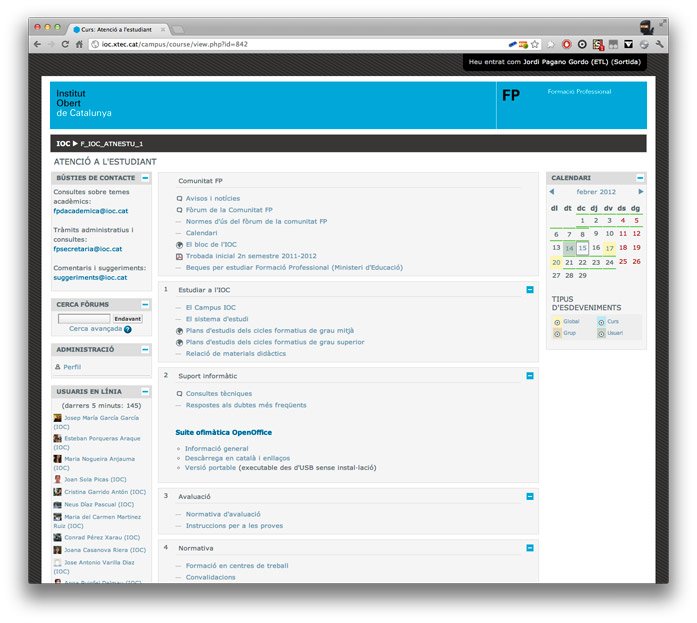 Curs: Atenció a l'estudiant
ioc.xtec.cat/campus/course/view.php?id=842
Heu entrat com Jordi Pagano Gordo (ETL) (Sortida)
Institut
Obert
de Catalunya
FP
Formació Professional
IOC ► F_IOC_ATNESTU_1
ATENCIÓ A L'ESTUDIANT
BÚSTIES DE CONTACTE
Consultes sobre temes
acadèmics:
fpdacademica@ioc.cat
Tràmits administratius i
consultes:
fpsecretaria@ioc.cat
Comentaris i suggeriments:
suggeriments@ioc.cat
CERCA FÒRUMS
Endavant
Cerca avançada
ADMINISTRACIÓ
Perfil
USUARIS EN LÍNIA
(darrers 5 minuts: 145)
Josep María García García
(IOC)
Esteban Porqueras Araque
(IOC)
Maria Nogueira Anjauma
(IOC)
Joan Sola Picas (IOC)
Cristina Garrido Antón (IOC)
Neus Díaz Pascual (IOC)
Maria del Carmen Martinez
Ruiz (IOC)
Conrad Pérez Xarau (IOC)
Joana Casanova Riera (IOC)
Jose Antonio Varilla Diaz
(IOC)
Comunitat FP
Avisos i notícies
Fòrum de la Comunitat FP
Normes d'ús del fòrum de la comunitat FP
Calendari
El bloc de l'IOC
Trobada inicial 2n semestre 2011-2012
Beques per estudiar Formació Professional (Ministeri d'Educació)
1 Estudiar a l'IOC
El Campus IOC
El sistema d'estudi
Plans d'estudis dels cicles formatius de grau mitjà
Plans d'estudis dels cicles formatius de grau superior
Relació de materials didàctics
2 Suport informàtic
Consultes tècniques
Respostes als dubtes més freqüents
Suite ofimàtica OpenOffice
Informació general
Descàrrega en català i enllaços
Versió portable (executable des d'USB sense instal·lació)
3 Avaluació
Normativa d'avaluació
Instruccions per a les proves
4 Normativa
Formació en centres de treball
Convalidacions
CALENDARI
febrer 2012
dl dt dc dj dv ds dg
1 2 3 4 5
6 7 8 9 10 11 12
13 14 15 16 17 18 19
20 21 22 23 24 25 26
27 28 29
TIPUS
D'ESDEVENIMENTS
Global Curs
Grup Usuari